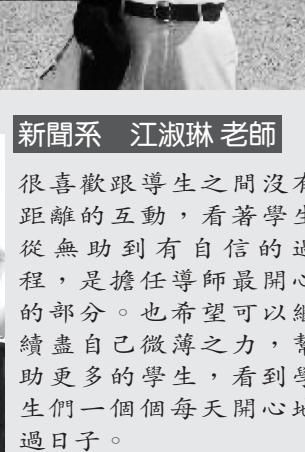 新聞系　江淑琳 老師
很喜歡跟導生之間沒有
距離的互動，看著學生
從無助到有自信的過
程，是擔任導師最開心
的部分。也希望可以繼
續盡自己微薄之力，幫
助更多的學生，看到學
生們一個個每天開心地
過日子。